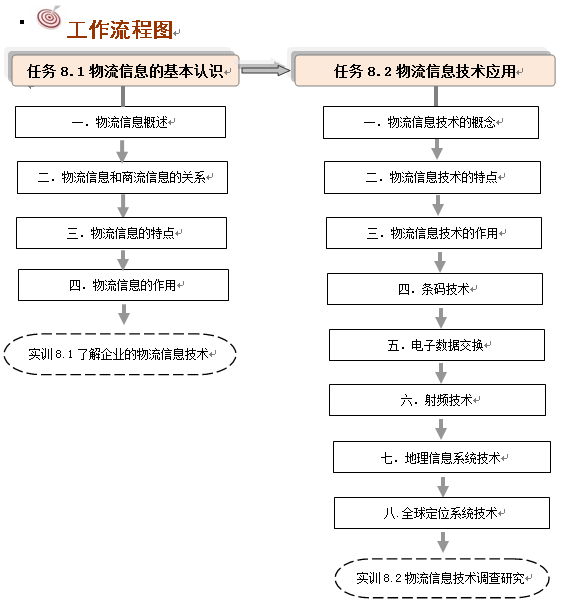 工作流程图
任务8.1物流信息的基本认识
一．物流信息概述
二．物流信息和商流信息的关系
三．物流信息的特点
四．物流信息的作用
实训8.1了解企业的物流信息技术
任务8.2物流信息技术应用
一．物流信息技术的概念
二．物流信息技术的特点
三．物流信息技术的作用
四．条码技术
五．电子数据交换
六．射频技术
七．地理信息系统技术
八.全球定位系统技术
实训8.2物流信息技术调查研究